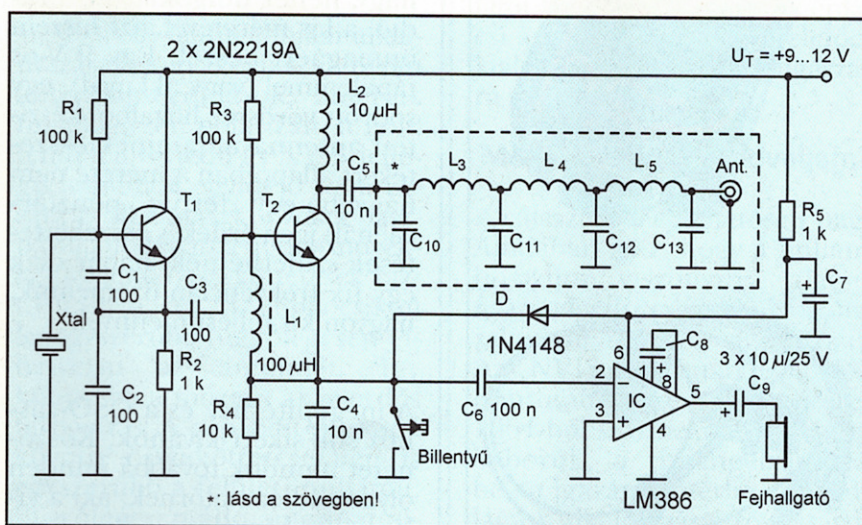 2 x 2N2219A
U_T = +9...12 V
R1
100 k
R3
100 k
L2
10 µH
C5
10 n
*
L3
L4
L5
Ant.
T1
T2
C10
C11
C12
C13
R5
1 k
C7
C1
100
C3
100
Xtal
L1
100 µH
D
1N4148
3 x 10 µ/25 V
R2
1 k
C2
100
R4
10 k
C4
10 n
Billentyű
C6
100 n
2
3
6
1
8
5
4
IC
C8
C9
LM386
Fejhallgató
*: lásd a szövegben!